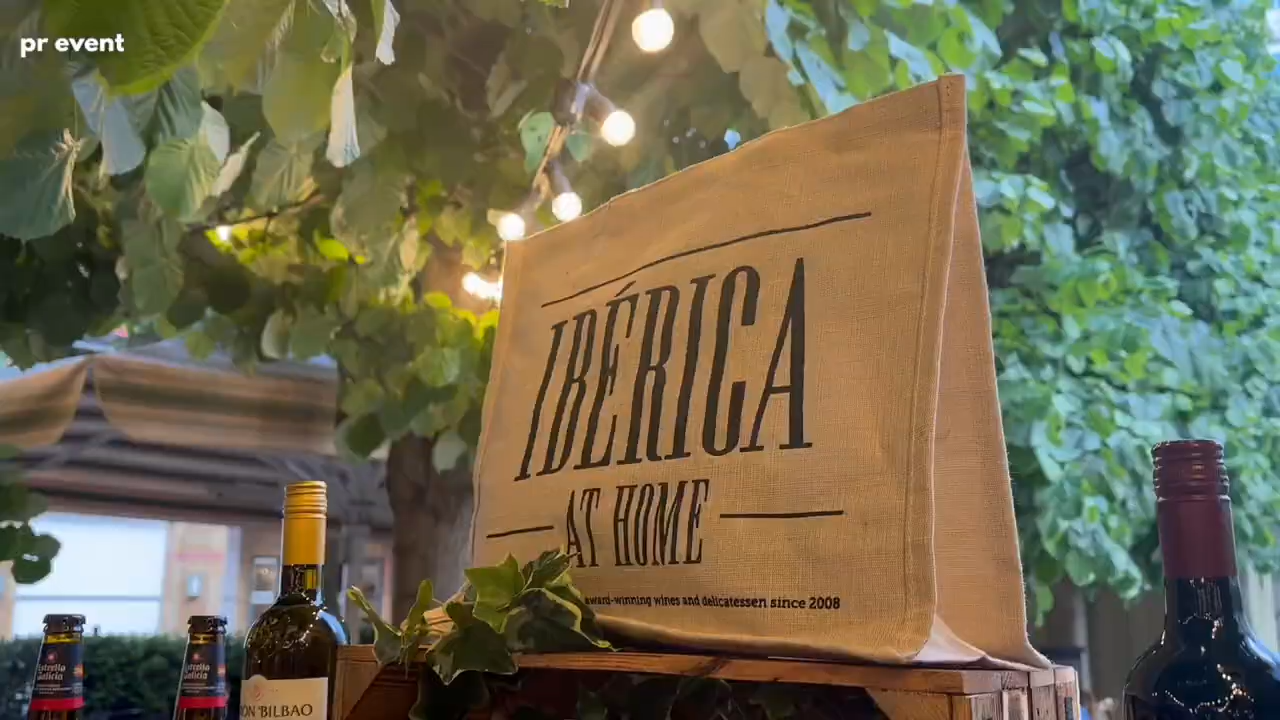 pr event
IBÉRICA
AT HOME
award-winning wines and delicatessen since 2008
Estrella
Galicia
Estrella
Galicia
ON BILBAO